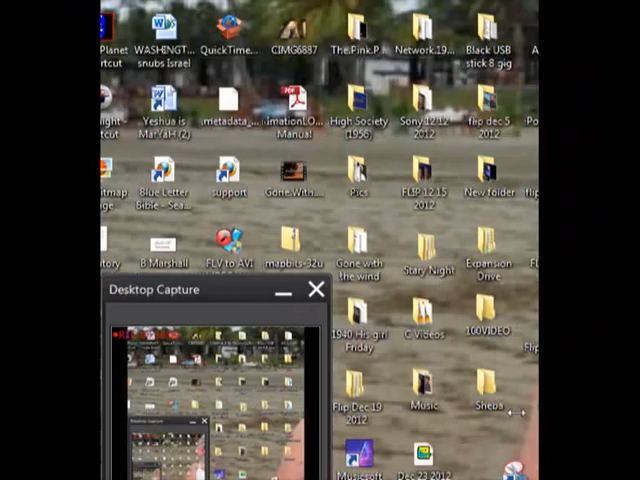 Planet
WASHINGT...
QuickTime...
CIMG6887
The.Pink.P...
Network.19...
Black USB
rtcut
snubs Israel
stick 8 gig
Yeshua is
.metadata_...
High Society
Sony 12 12
flip dec 5
tcut
MarYaH (2)
Manual
(1956)
2012
2012
Blue Letter
support
Gone.With....
Pics
FLIP 12 15
New folder
Bible - Sea...
2012
B Marshall
FLV to AVI
mapbits-32u
Gone with
Stary Night
Expansion
the wind
Drive
Desktop Capture
1940 His girl
C Videos
100VIDEO
Friday
Flip Dec 19
Music
Sheba
2012
Musicsoft
Dec 23 2012